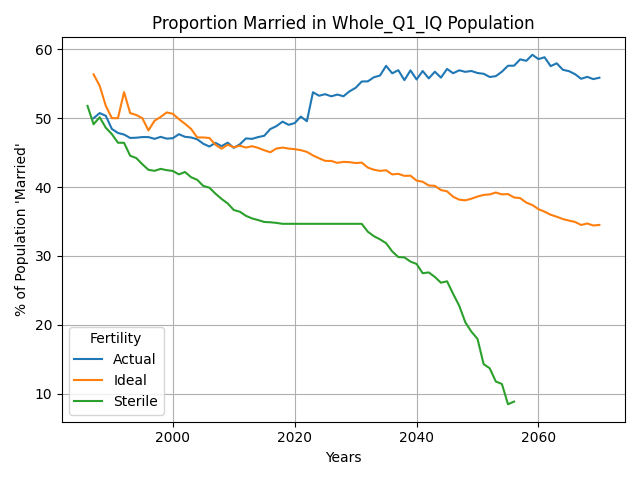 Proportion Married in Whole_Q1_IQ Population
% of Population 'Married'
60
50
40
30
20
10
Fertility
Actual
Ideal
Sterile
2000 2020 2040 2060
Years